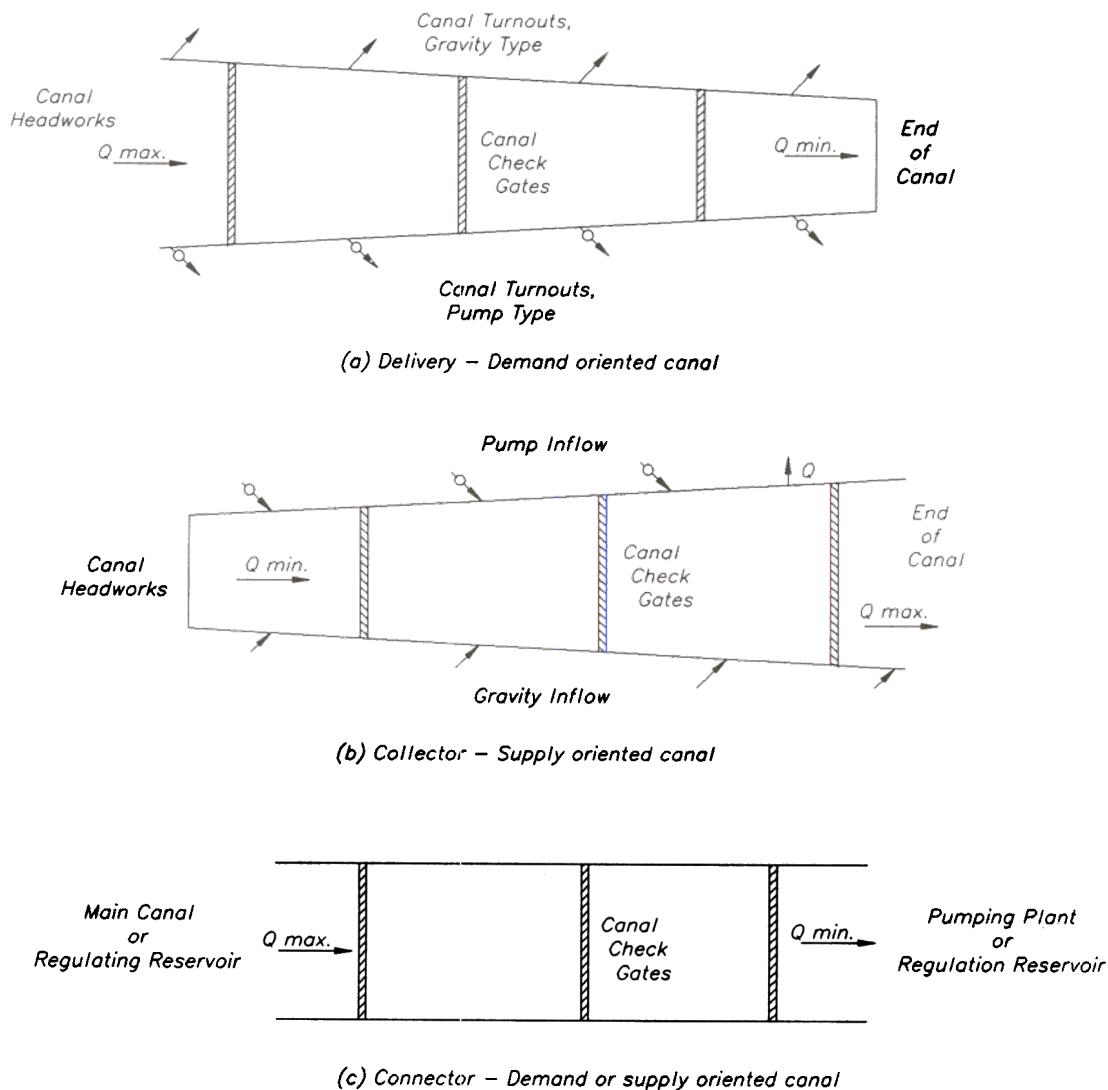 Canal Turnouts,
Gravity Type
Canal
Headworks
Q max.
Canal
Check
Gates
Q min.
End
of
Canal
Canal Turnouts,
Pump Type
(a) Delivery – Demand oriented canal
Pump Inflow
Q
Canal
Headworks
Q min.
Canal
Check
Gates
End
of
Canal
Q max.
Gravity Inflow
(b) Collector – Supply oriented canal
Main Canal
or
Regulating Reservoir
Q max.
Canal
Check
Gates
Q min.
Pumping Plant
or
Regulation Reservoir
(c) Connector – Demand or supply oriented canal